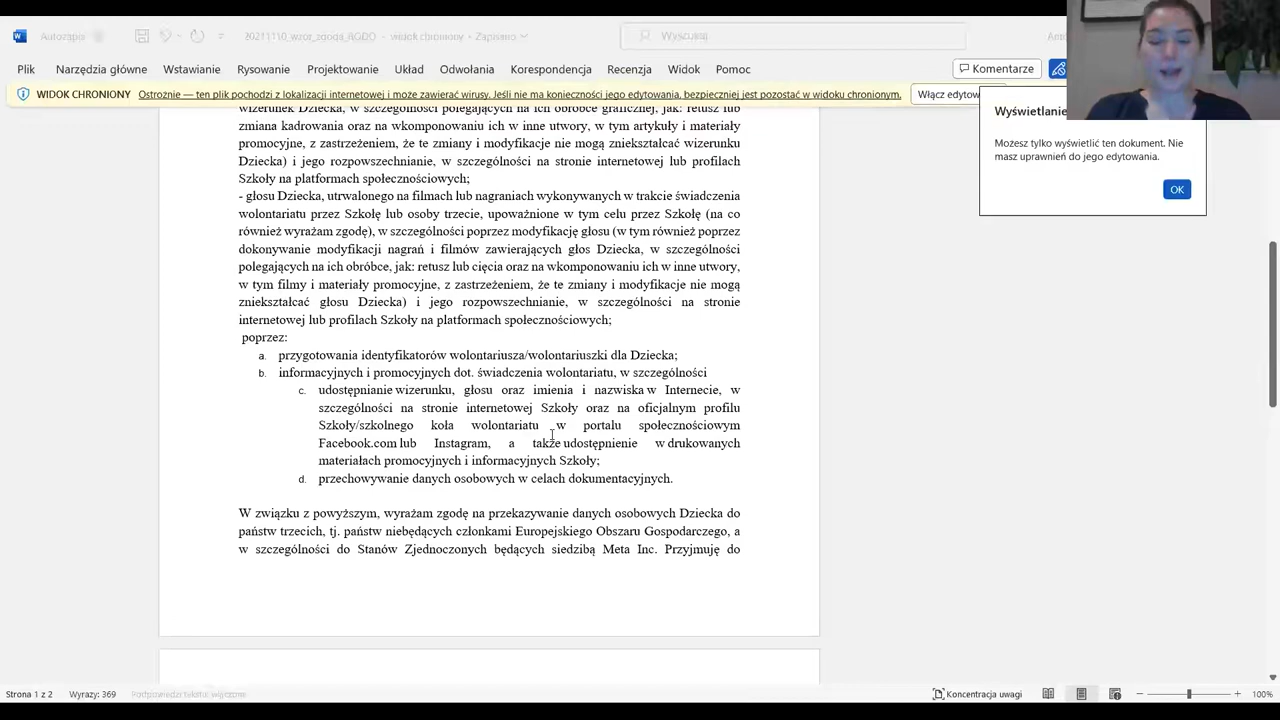 Autozapis
20211110_wzor_zgoda_RODO - widok chroniony • Zapisano
Wyszukaj
Plik Narzędzia główne Wstawianie Rysowanie Projektowanie Układ Odwołania Korespondencja Recenzja Widok Pomoc
Komentarze
WIDOK CHRONIONY Ostrożnie — ten plik pochodzi z lokalizacji internetowej i może zawierać wirusy. Jeśli nie ma konieczności jego edytowania, bezpieczniej jest pozostać w widoku chronionym.
Wyświetlanie
Możesz tylko wyświetlić ten dokument. Nie
masz uprawnień do jego edytowania.
OK
wizerunek Dziecka, w szczególności polegających na ich obróbce graficznej, jak: retusz lub
zmiana kadrowania oraz na wkomponowaniu ich w inne utwory, w tym artykuły i materiały
promocyjne, z zastrzeżeniem, że te zmiany i modyfikacje nie mogą zniekształcać wizerunku
Dziecka) i jego rozpowszechnianie, w szczególności na stronie internetowej lub profilach
Szkoły na platformach społecznościowych;
- głosu Dziecka, utrwalonego na filmach lub nagraniach wykonywanych w trakcie świadczenia
wolontariatu przez Szkołę lub osoby trzecie, upoważnione w tym celu przez Szkołę (na co
również wyrażam zgodę), w szczególności poprzez modyfikację głosu (w tym również poprzez
dokonywanie modyfikacji nagrań i filmów zawierających głos Dziecka, w szczególności
polegających na ich obróbce, jak: retusz lub cięcia oraz na wkomponowaniu ich w inne utwory,
w tym filmy i materiały promocyjne, z zastrzeżeniem, że te zmiany i modyfikacje nie mogą
zniekształcać głosu Dziecka) i jego rozpowszechnianie, w szczególności na stronie
internetowej lub profilach Szkoły na platformach społecznościowych;
poprzez:
a. przygotowania identyfikatorów wolontariusza/wolontariuszki dla Dziecka;
b. informacyjnych i promocyjnych dot. świadczenia wolontariatu, w szczególności
c. udostępnianie wizerunku, głosu oraz imienia i nazwiska w Internecie, w
szczególności na stronie internetowej Szkoły oraz na oficjalnym profilu
Szkoły/szkolnego koła wolontariatu w portalu społecznościowym
Facebook.com lub Instagram, a także udostępnienie w drukowanych
materiałach promocyjnych i informacyjnych Szkoły;
d. przechowywanie danych osobowych w celach dokumentacyjnych.
W związku z powyższym, wyrażam zgodę na przekazywanie danych osobowych Dziecka do
państw trzecich, tj. państw niebędących członkami Europejskiego Obszaru Gospodarczego, a
w szczególności do Stanów Zjednoczonych będących siedzibą Meta Inc. Przyjmuję do
Strona 1 z 2 Wyrazy: 369 Podpowiedzi tekstu: włączone
Koncentracja uwagi
100%